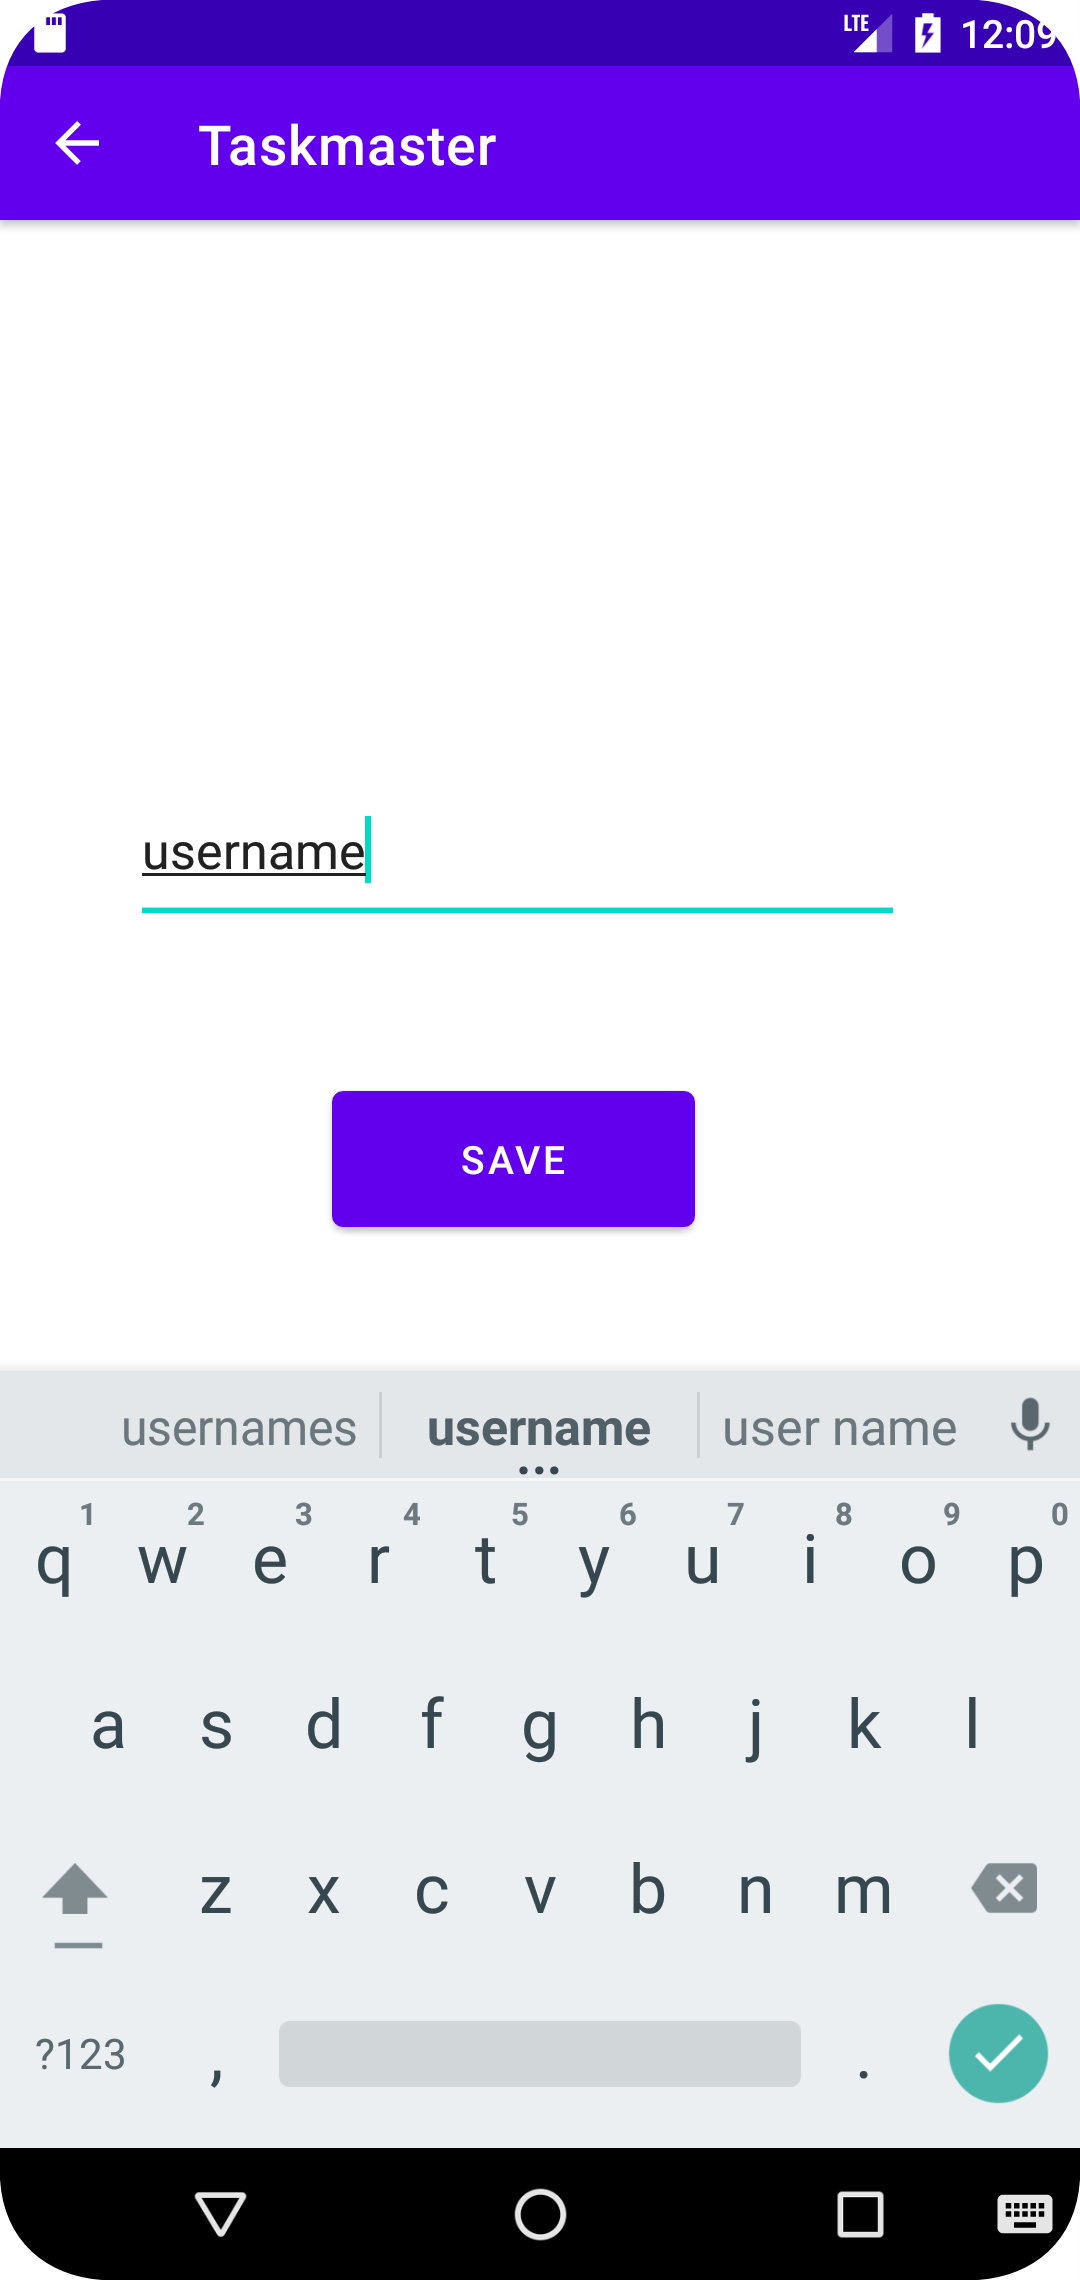 LTE 12:09
Taskmaster
username
SAVE
usernames username user name
1 2 3 4 5 6 7 8 9 0
q w e r t y u i o p
a s d f g h j k l
z x c v b n m
?123 , .